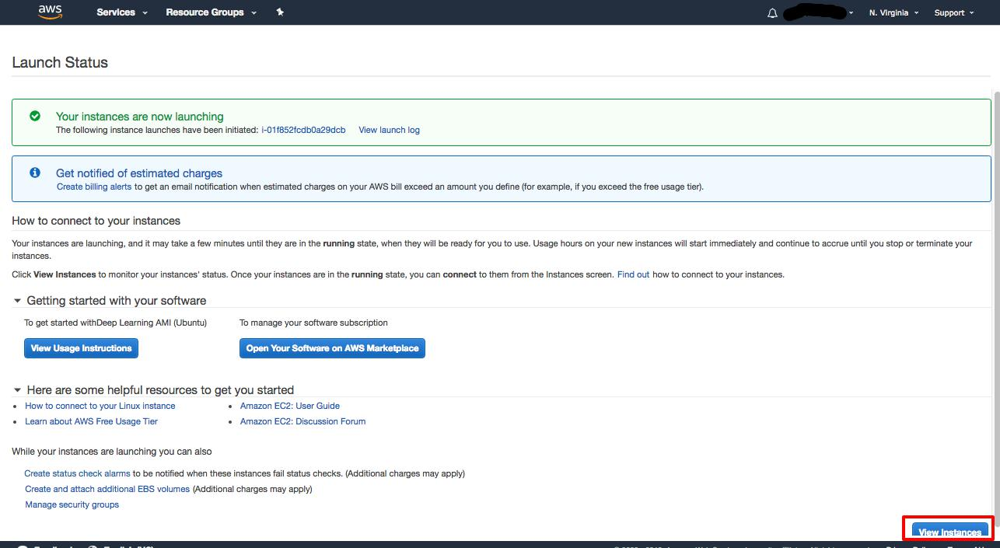 aws Services Resource Groups N. Virginia Support
Launch Status
Your instances are now launching
The following instance launches have been initiated: i-01f852fcdb0a29dcb View launch log
Get notified of estimated charges
Create billing alerts to get an email notification when estimated charges on your AWS bill exceed an amount you define (for example, if you exceed the free usage tier).
How to connect to your instances
Your instances are launching, and it may take a few minutes until they are in the running state, when they will be ready for you to use. Usage hours on your new instances will start immediately and continue to accrue until you stop or terminate your
instances.
Click View Instances to monitor your instances' status. Once your instances are in the running state, you can connect to them from the Instances screen. Find out how to connect to your instances.
Getting started with your software
To get started withDeep Learning AMI (Ubuntu) To manage your software subscription
View Usage Instructions Open Your Software on AWS Marketplace
Here are some helpful resources to get you started
• How to connect to your Linux instance • Amazon EC2: User Guide
• Learn about AWS Free Usage Tier • Amazon EC2: Discussion Forum
While your instances are launching you can also
Create status check alarms to be notified when these instances fail status checks. (Additional charges may apply)
Create and attach additional EBS volumes (Additional charges may apply)
Manage security groups
View Instances